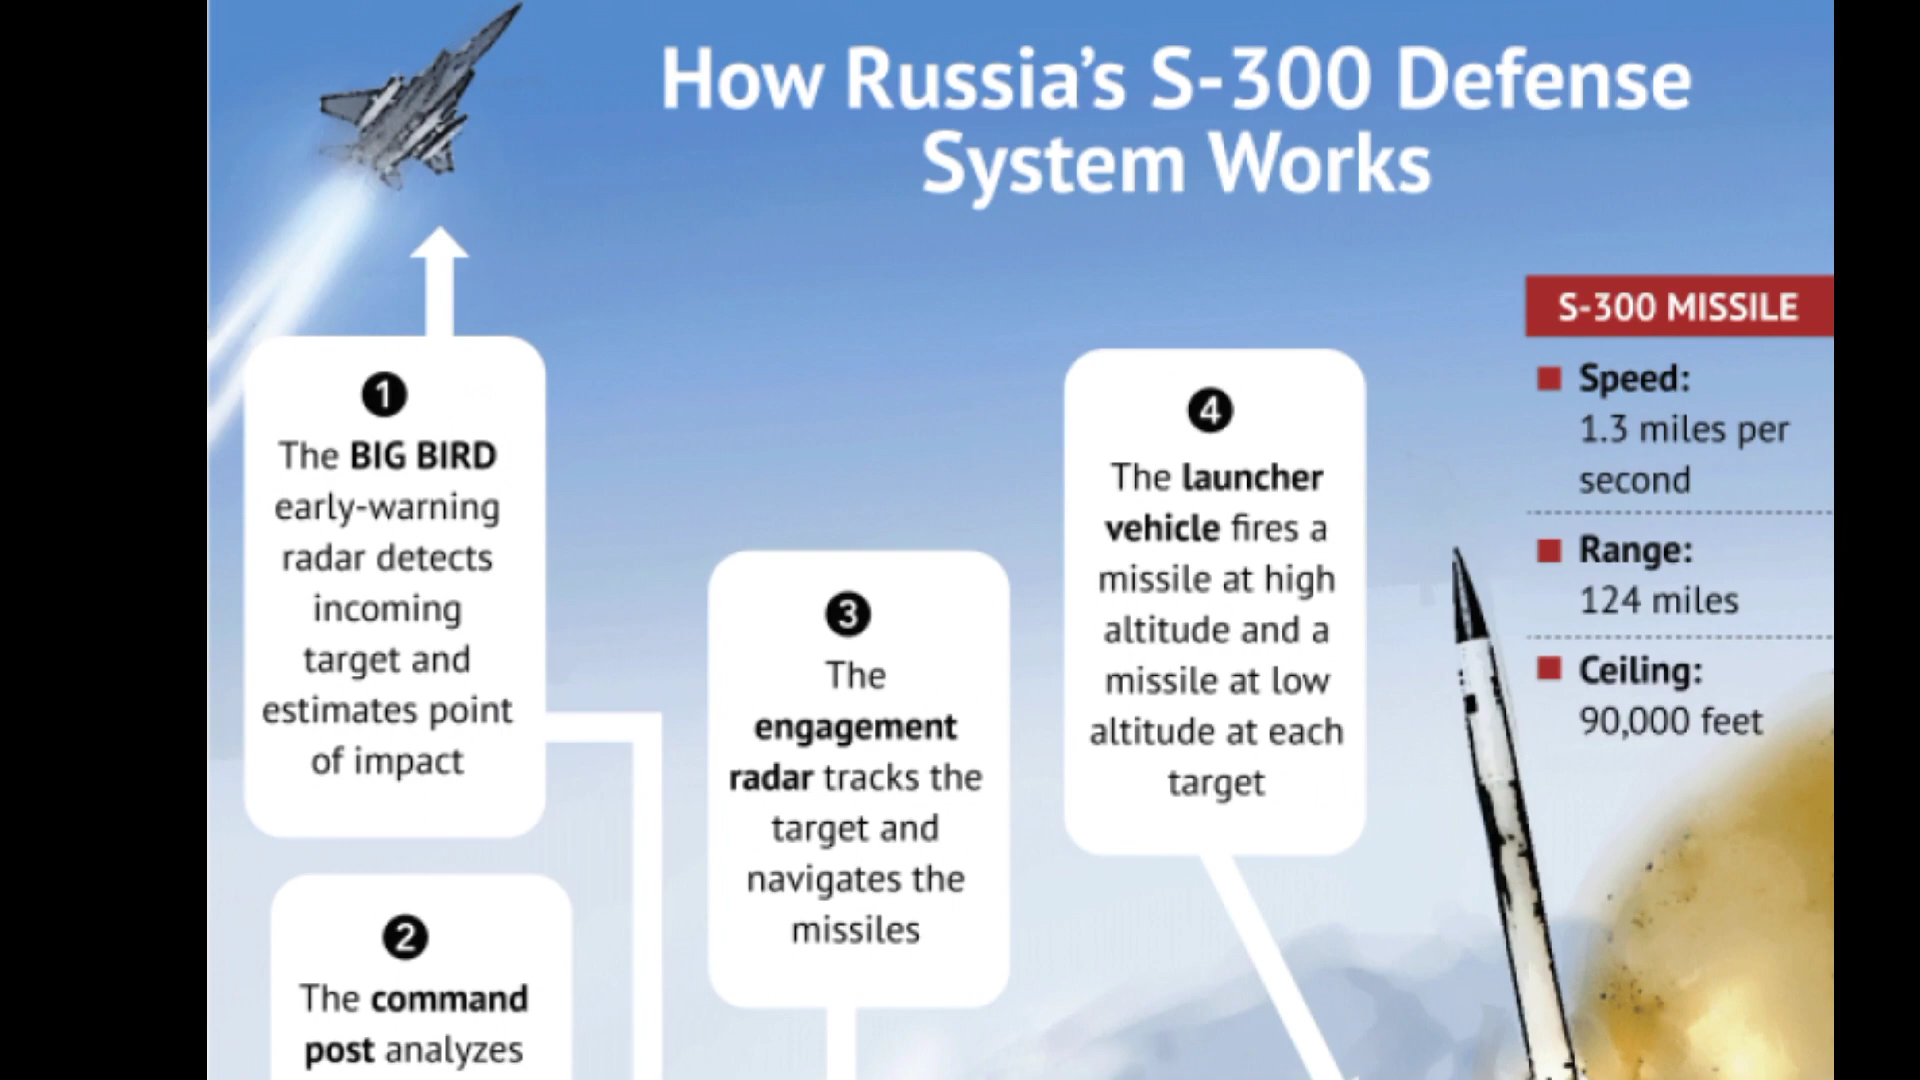 How Russia's S-300 Defense
System Works
1
The BIG BIRD
early-warning
radar detects
incoming
target and
estimates point
of impact
2
The command
post analyzes
3
The
engagement
radar tracks the
target and
navigates the
missiles
4
The launcher
vehicle fires a
missile at high
altitude and a
missile at low
altitude at each
target
S-300 MISSILE
Speed:
1.3 miles per
second
Range:
124 miles
Ceiling:
90,000 feet